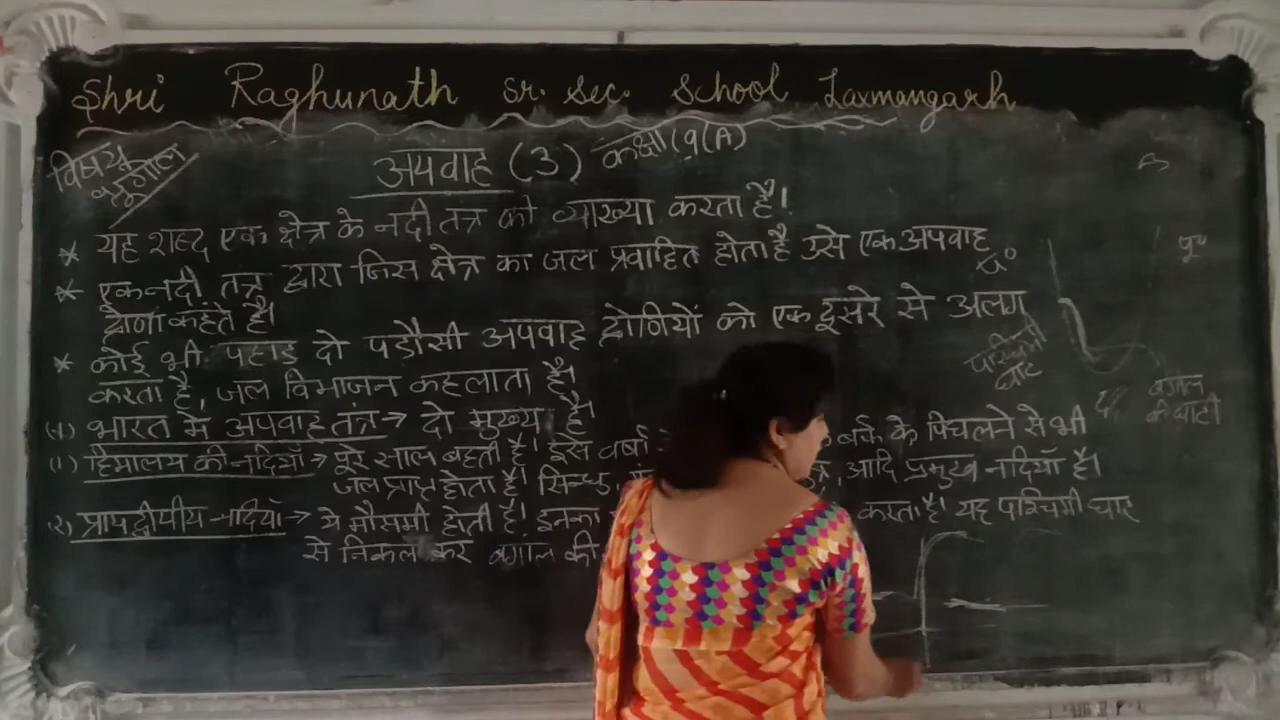 Shri Raghunath Sr. Sec. School Laxmangarh
विषय
भूगोल
अपवाह (3) कक्षा (9(A)
* यह शब्द एक क्षेत्र के नदी तन्त्र की व्याख्या करता है।
* एक नदी तन्त्र द्वारा जिस क्षेत्र का जल प्रवाहित होता है उसे एक अपवाह
द्रोणी कहते है।
* कोई भी पहाड दो पडौसी अपवाह द्रोणियों को एक दूसरे से अलग
करता है, जल विभाजन कहलाता है।
भारत में अपवाह तंत्र → दो मुख्य है
(1) हिमालय की नदियाँ → पूरे साल बहती है। इसे वर्षा बर्फ के पिघलने से भी
जल प्राप्त होता है। सिन्धु, आदि प्रमुख नदियाँ है।
(2) प्रायद्वीपीय नदियाँ → ये मौसमी होती है। इनका करता है। यह पश्चिमी घाट
से निकल कर बंगाल की
पश्चिमी
घाट
पू॰
बंगाल
की घाटी